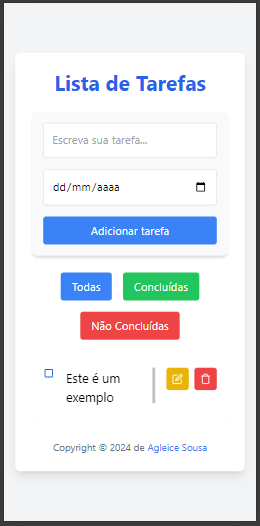 Lista de Tarefas
Escreva sua tarefa...
dd/mm/aaaa
Adicionar tarefa
Todas
Concluídas
Não Concluídas
Este é um
exemplo
Copyright © 2024 de Agleice Sousa